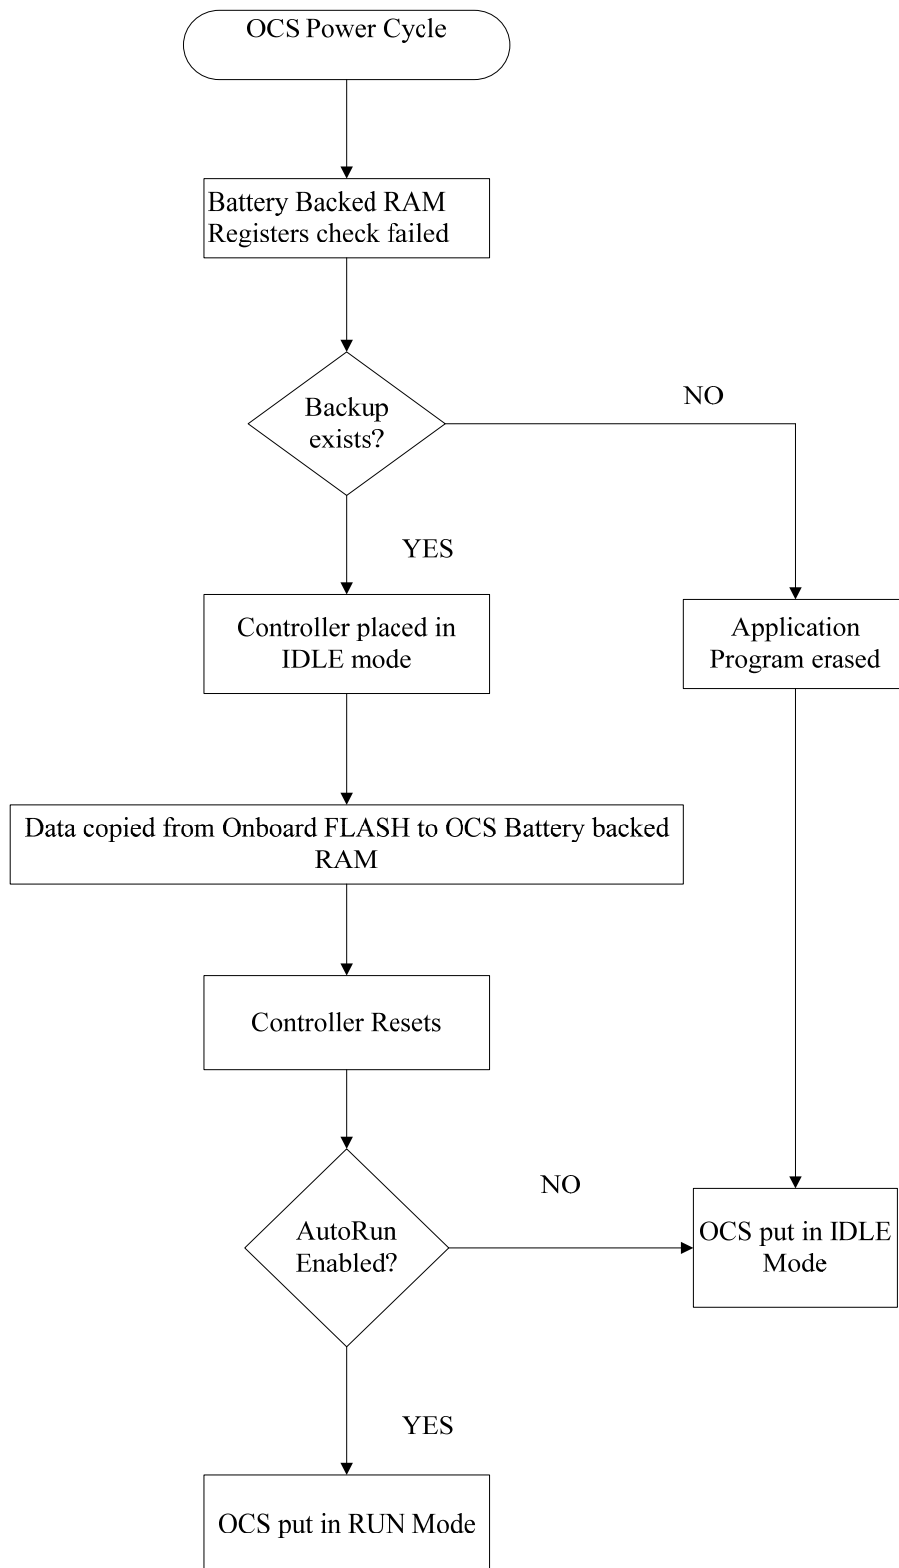 OCS Power Cycle
Battery Backed RAM
Registers check failed
Backup
exists?
NO
YES
Controller placed in
IDLE mode
Application
Program erased
Data copied from Onboard FLASH to OCS Battery backed
RAM
Controller Resets
AutoRun
Enabled?
NO
OCS put in IDLE
Mode
YES
OCS put in RUN Mode